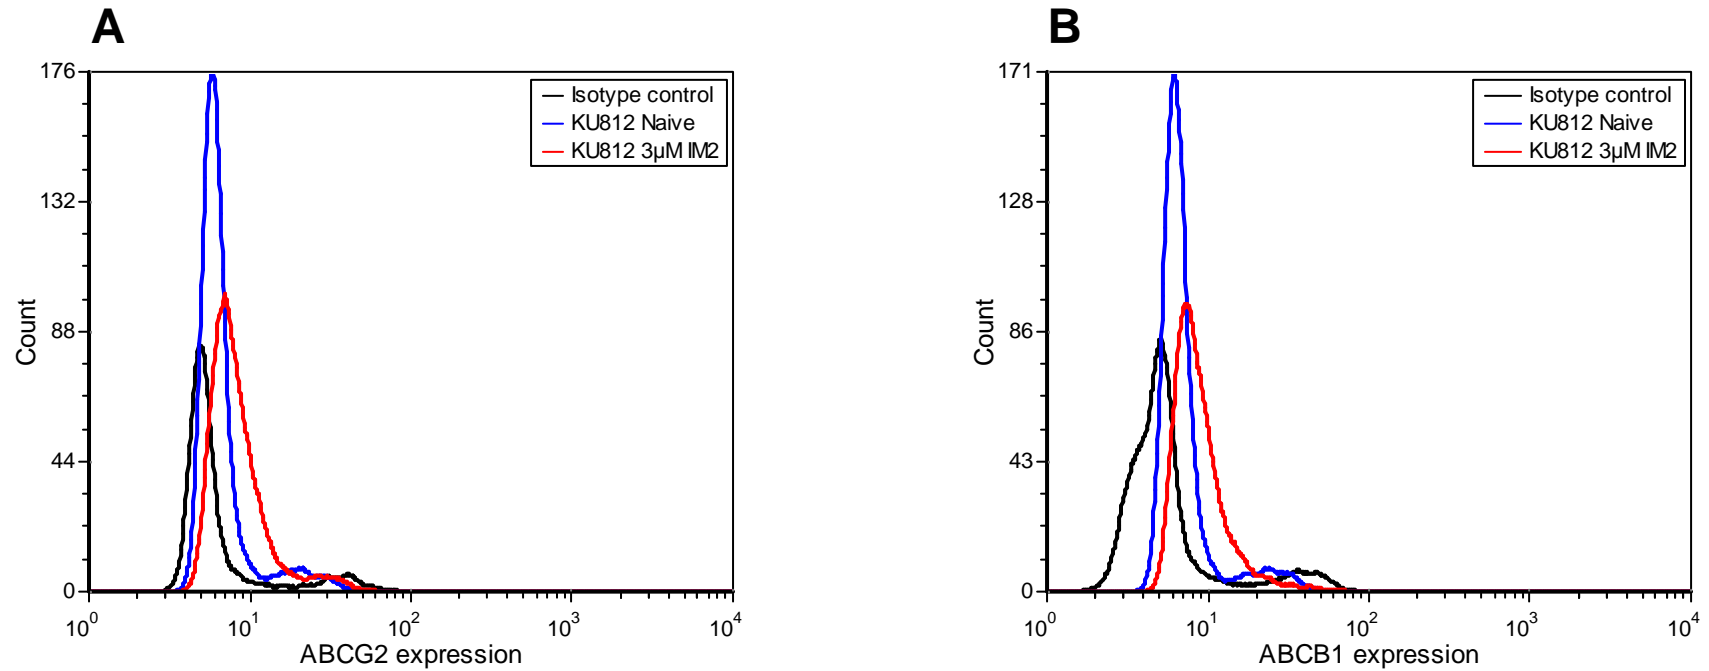 A
176
132
88
44
0
Count
10^0
10^1
10^2
10^3
10^4
ABCG2 expression
Isotype control
KU812 Naive
KU812 3µM IM2
B
171
128
86
43
0
Count
10^0
10^1
10^2
10^3
10^4
ABCB1 expression
Isotype control
KU812 Naive
KU812 3µM IM2